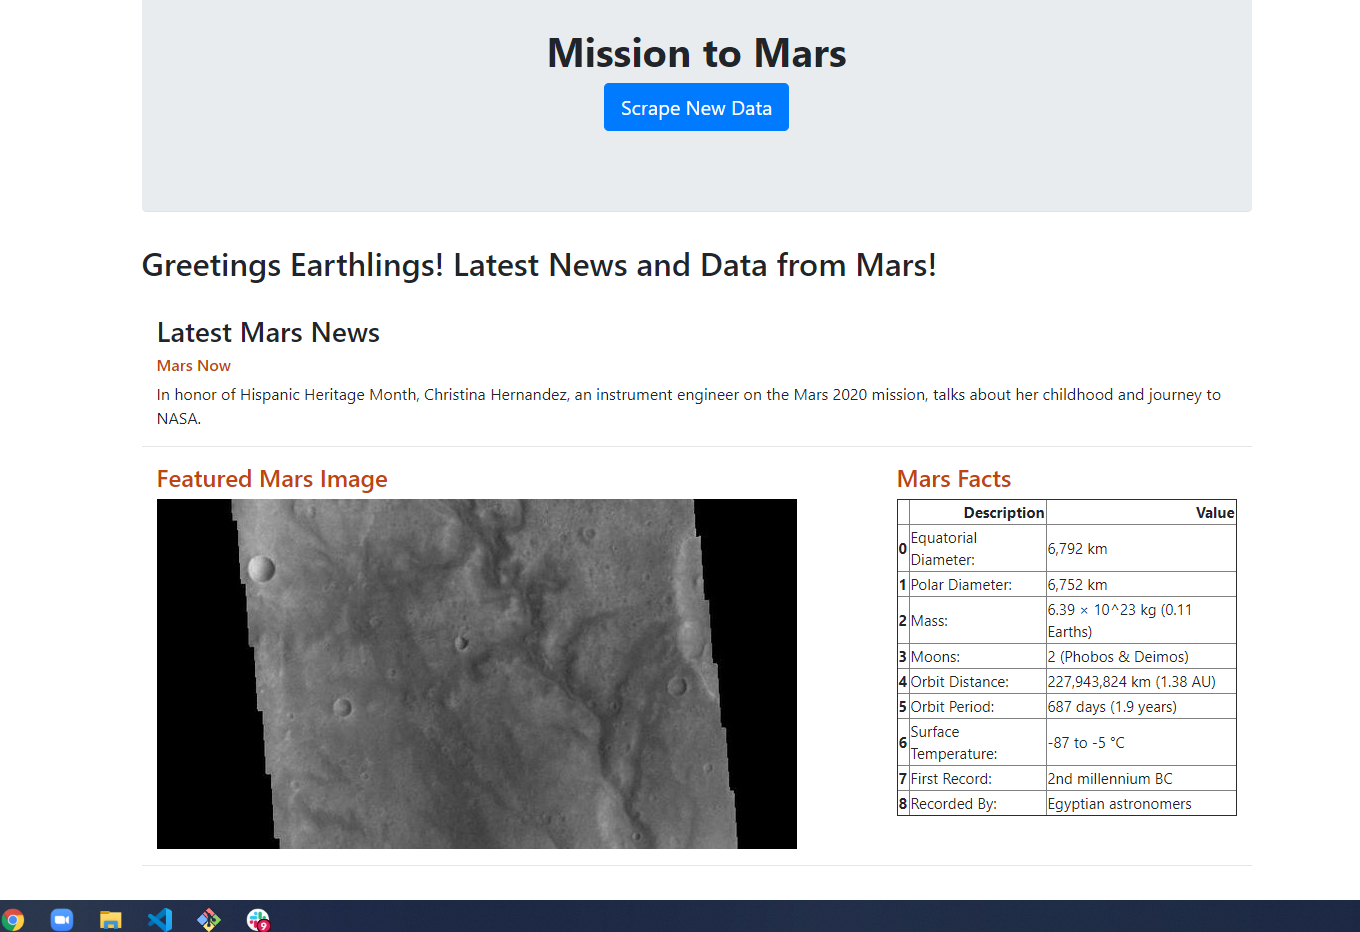 Mission to Mars
Scrape New Data
Greetings Earthlings! Latest News and Data from Mars!
Latest Mars News
Mars Now
In honor of Hispanic Heritage Month, Christina Hernandez, an instrument engineer on the Mars 2020 mission, talks about her childhood and journey to
NASA.
Featured Mars Image
Mars Facts
Description Value
0 Equatorial Diameter: 6,792 km
1 Polar Diameter: 6,752 km
2 Mass: 6.39 × 10^23 kg (0.11 Earths)
3 Moons: 2 (Phobos & Deimos)
4 Orbit Distance: 227,943,824 km (1.38 AU)
5 Orbit Period: 687 days (1.9 years)
6 Surface Temperature: -87 to -5 °C
7 First Record: 2nd millennium BC
8 Recorded By: Egyptian astronomers
9